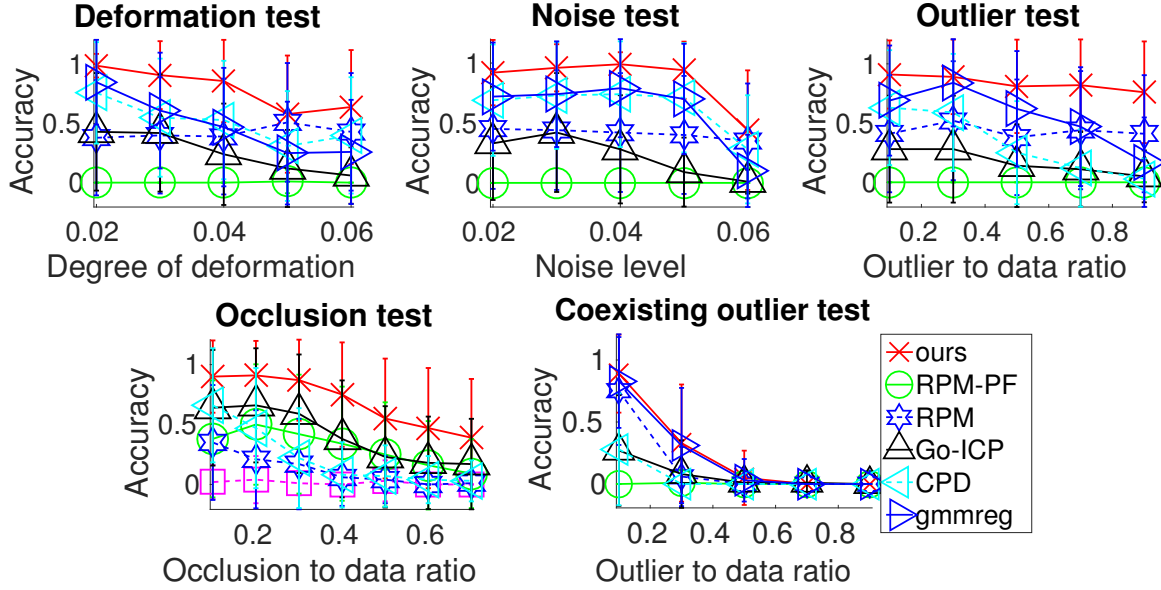 Deformation test
Accuracy
1
0.5
0
0.02 0.04 0.06
Degree of deformation
Noise test
Accuracy
1
0.5
0
0.02 0.04 0.06
Noise level
Outlier test
Accuracy
1
0.5
0
0.2 0.4 0.6 0.8
Outlier to data ratio
Occlusion test
Accuracy
1
0.5
0
0.2 0.4 0.6
Occlusion to data ratio
Coexisting outlier test
Accuracy
1
0.5
0
0.2 0.4 0.6 0.8
Outlier to data ratio
ours
RPM-PF
RPM
Go-ICP
CPD
gmmreg